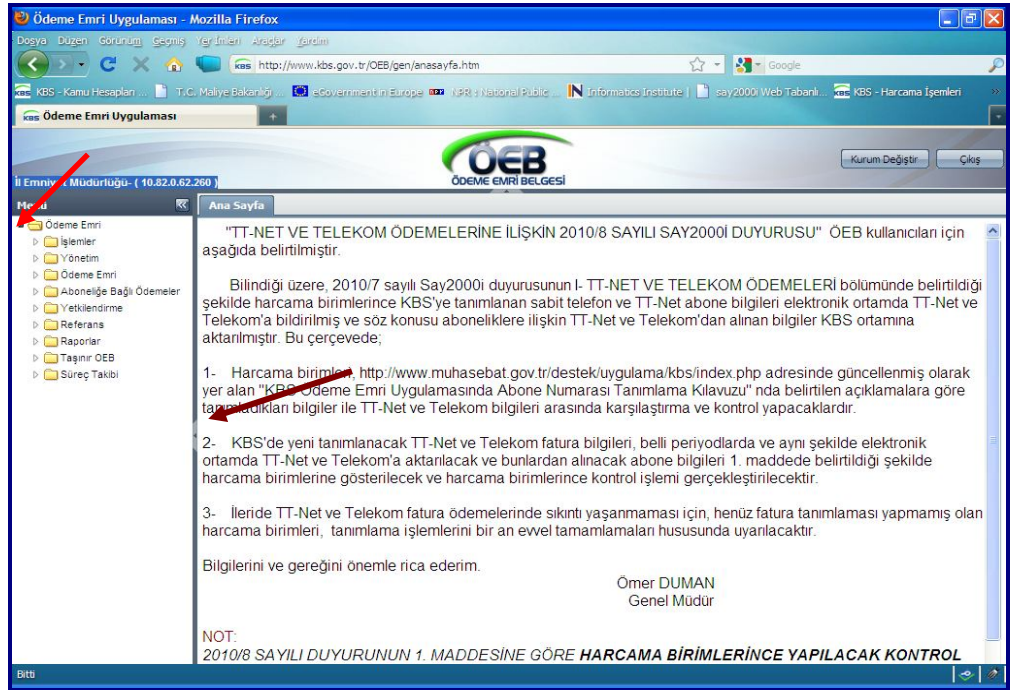 Ödeme Emri Uygulaması - Mozilla Firefox
Dosya Düzen Görünüm Geçmiş Yer İmleri Araçlar Yardım
KBS http://www.kbs.gov.tr/OEB/gen/anasayfa.htm Google
KBS KBS - Kamu Hesapları ... T.C. Maliye Bakanlığı ... eGovernment in Europe NPR : National Public ... Informatics Institute | say2000i Web Tabanlı... KBS KBS - Harcama İşemleri
KBS Ödeme Emri Uygulaması
ÖEB
ÖDEME EMRİ BELGESİ
Kurum Değiştir Çıkış
İl Emniyet Müdürlüğü- ( 10.82.0.62.260 )
Ana Sayfa
Ödeme Emri
İşlemler
Yönetim
Ödeme Emri
Aboneliğe Bağlı Ödemeler
Yetkilendirme
Referans
Raporlar
Taşınır OEB
Süreç Takibi
"TT-NET VE TELEKOM ÖDEMELERİNE İLİŞKİN 2010/8 SAYILI SAY2000İ DUYURUSU" ÖEB kullanıcıları için
aşağıda belirtilmiştir.
Bilindiği üzere, 2010/7 sayılı Say2000i duyurusunun I- TT-NET VE TELEKOM ÖDEMELERİ bölümünde belirtildiği
şekilde harcama birimlerince KBS'ye tanımlanan sabit telefon ve TT-Net abone bilgileri elektronik ortamda TT-Net ve
Telekom'a bildirilmiş ve söz konusu aboneliklere ilişkin TT-Net ve Telekom'dan alınan bilgiler KBS ortamına
aktarılmıştır. Bu çerçevede;
1- Harcama birimleri, http://www.muhasebat.gov.tr/destek/uygulama/kbs/index.php adresinde güncellenmiş olarak
yer alan "KBS Ödeme Emri Uygulamasında Abone Numarası Tanımlama Kılavuzu" nda belirtilen açıklamalara göre
tanımladıkları bilgiler ile TT-Net ve Telekom bilgileri arasında karşılaştırma ve kontrol yapacaklardır.
2- KBS'de yeni tanımlanacak TT-Net ve Telekom fatura bilgileri, belli periyodlarda ve aynı şekilde elektronik
ortamda TT-Net ve Telekom'a aktarılacak ve bunlardan alınacak abone bilgileri 1. maddede belirtildiği şekilde
harcama birimlerine gösterilecek ve harcama birimlerince kontrol işlemi gerçekleştirilecektir.
3- İleride TT-Net ve Telekom fatura ödemelerinde sıkıntı yaşanmaması için, henüz fatura tanımlaması yapmamış olan
harcama birimleri, tanımlama işlemlerini bir an evvel tamamlamaları hususunda uyarılacaktır.
Bilgilerini ve gereğini önemle rica ederim.
Ömer DUMAN
Genel Müdür
NOT:
2010/8 SAYILI DUYURUNUN 1. MADDESİNE GÖRE HARCAMA BİRİMLERİNCE YAPILACAK KONTROL
Bitti